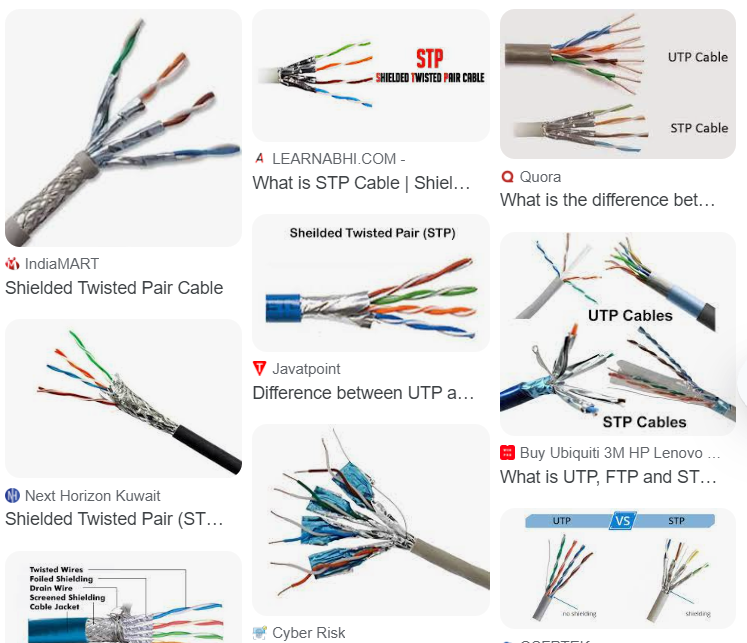 IndiaMART
Shielded Twisted Pair Cable
Next Horizon Kuwait
Shielded Twisted Pair (ST…
Twisted Wires
Foiled Shielding
Drain Wire
Screened Shielding
Cable Jacket
STP
SHIELDED TWISTED PAIR CABLE
A LEARNABHI.COM -
What is STP Cable | Shiel…
Sheilded Twisted Pair (STP)
T Javatpoint
Difference between UTP a…
Cyber Risk
UTP Cable
STP Cable
Q Quora
What is the difference bet…
UTP Cables
STP Cables
Buy Ubiquiti 3M HP Lenovo …
What is UTP, FTP and ST…
UTP VS STP
no shielding
shielding